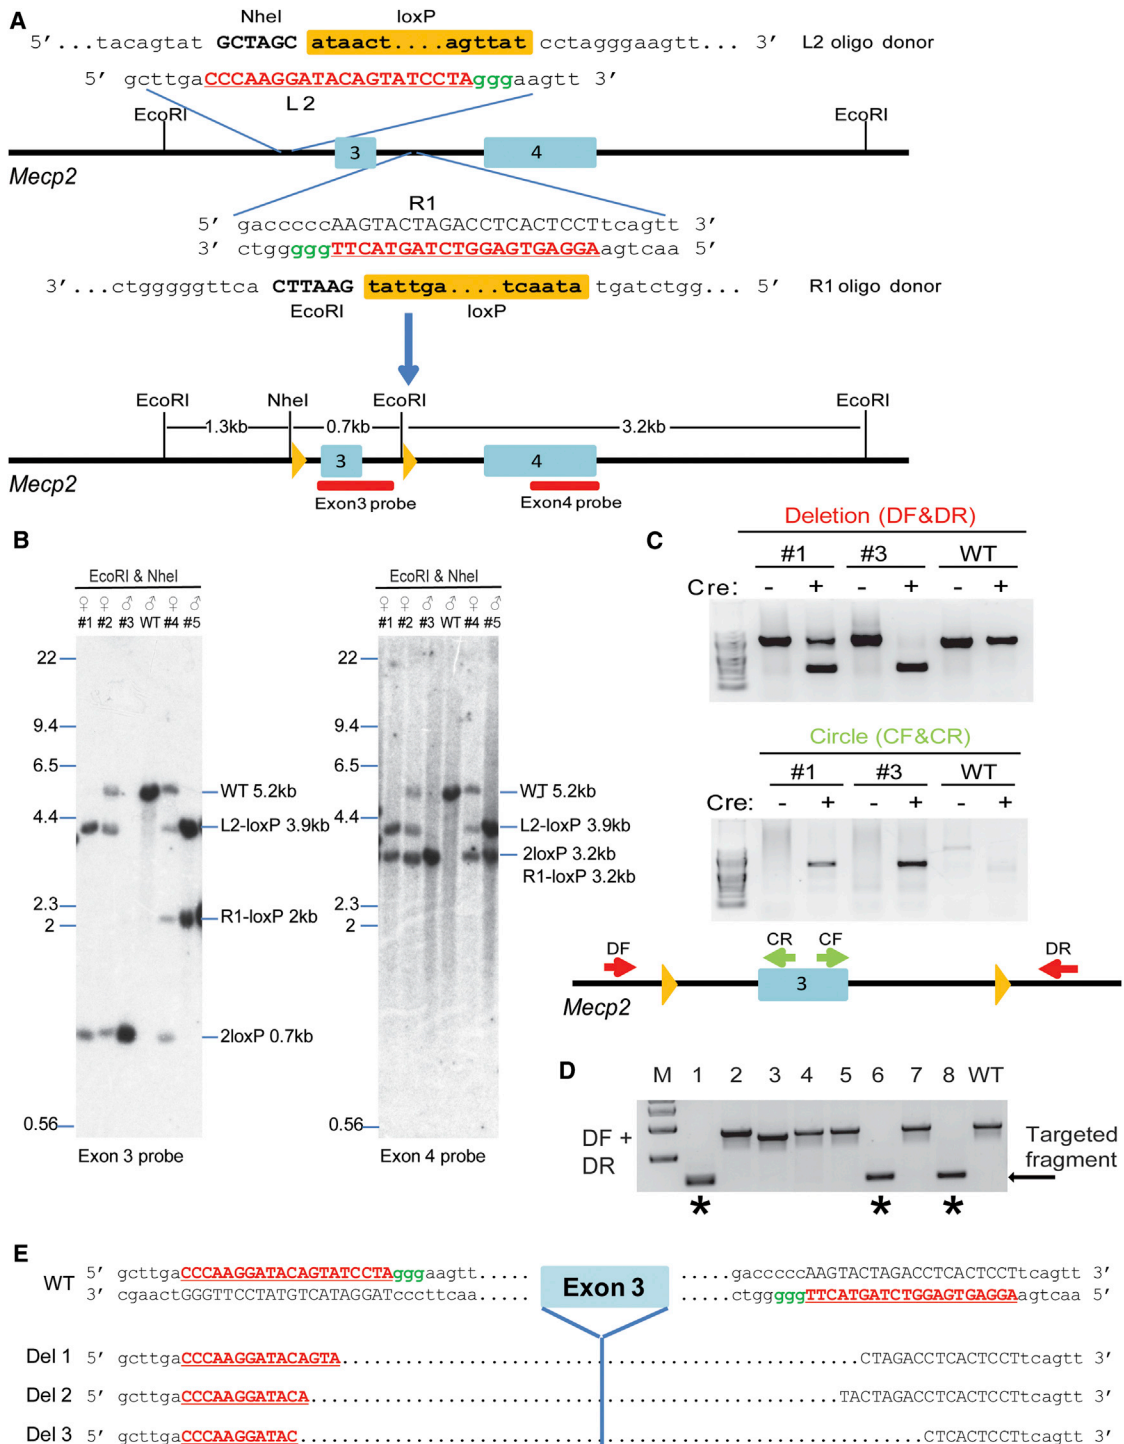 A
NheI loxP
5′...tacagtat GCTAGC ataact....agttat cctagggaagtt... 3′ L2 oligo donor
5′ gcttgaCCCAAGGATACAGTATCCTAgggaagtt 3′
L 2
EcoRI EcoRI
3 4
Mecp2
R1
5′ gacccccAAGTACTAGACCTCACTCCTtcagtt 3′
3′ ctgggggTTCATGATCTGGAGTGAGGAagtcaa 5′
3′...ctgggggttca CTTAAG tattga....tcaata tgatctgg... 5′ R1 oligo donor
EcoRI loxP
EcoRI NheI EcoRI EcoRI
1.3kb 0.7kb 3.2kb
3 4
Mecp2
Exon3 probe Exon4 probe
B
EcoRI & NheI
♀ ♀ ♂ ♂ ♀ ♂
#1 #2 #3 WT #4 #5
22
9.4
6.5
4.4
2.3
2
0.56
WT 5.2kb
L2-loxP 3.9kb
R1-loxP 2kb
2loxP 0.7kb
Exon 3 probe
EcoRI & NheI
♀ ♀ ♂ ♂ ♀ ♂
#1 #2 #3 WT #4 #5
22
9.4
6.5
4.4
2.3
2
0.56
WT 5.2kb
L2-loxP 3.9kb
2loxP 3.2kb
R1-loxP 3.2kb
Exon 4 probe
C
Deletion (DF&DR)
#1 #3 WT
Cre: - + - + - +
Circle (CF&CR)
#1 #3 WT
Cre: - + - + - +
DF CR CF DR
3
Mecp2
D
M 1 2 3 4 5 6 7 8 WT
DF +
DR
Targeted
fragment
* * *
E
WT 5′ gcttgaCCCAAGGATACAGTATCCTAgggaagtt..... Exon 3 .....gacccccAAGTACTAGACCTCACTCCTtcagtt 3′
3′ cgaactGGGTTCCTATGTCATAGGATcccttcaa..... .....ctgggggTTCATGATCTGGAGTGAGGAagtcaa 5′
Del 1 5′ gcttgaCCCAAGGATACAGTA.................................................CTAGACCTCACTCCTtcagtt 3′
Del 2 5′ gcttgaCCCAAGGATACA..................................................TACTAGACCTCACTCCTtcagtt 3′
Del 3 5′ gcttgaCCCAAGGATAC...........................................................CTCACTCCTtcagtt 3′